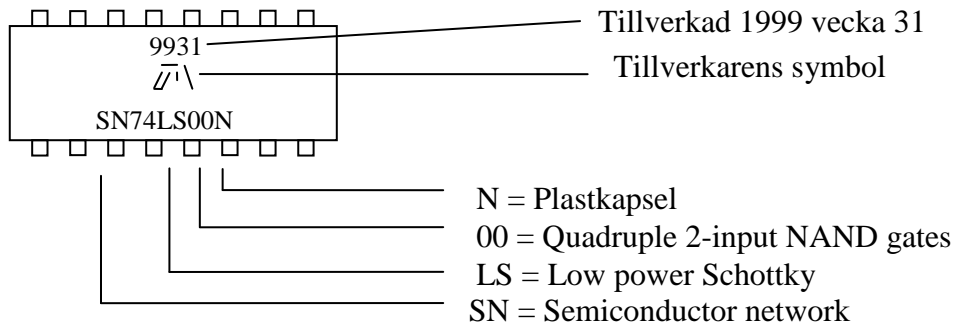 9931
SN74LS00N
Tillverkad 1999 vecka 31
Tillverkarens symbol
N = Plastkapsel
00 = Quadruple 2-input NAND gates
LS = Low power Schottky
SN = Semiconductor network